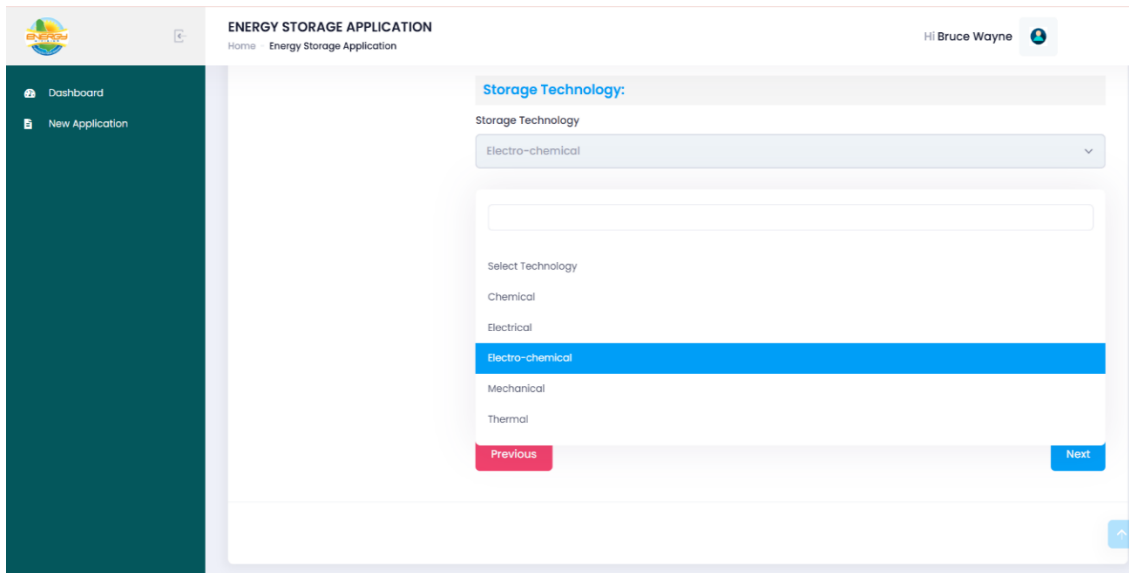 ENERGY
ENERGY STORAGE APPLICATION
Home - Energy Storage Application
Hi Bruce Wayne
Dashboard
New Application
Storage Technology:
Storage Technology
Electro-chemical
Select Technology
Chemical
Electrical
Electro-chemical
Mechanical
Thermal
Previous
Next